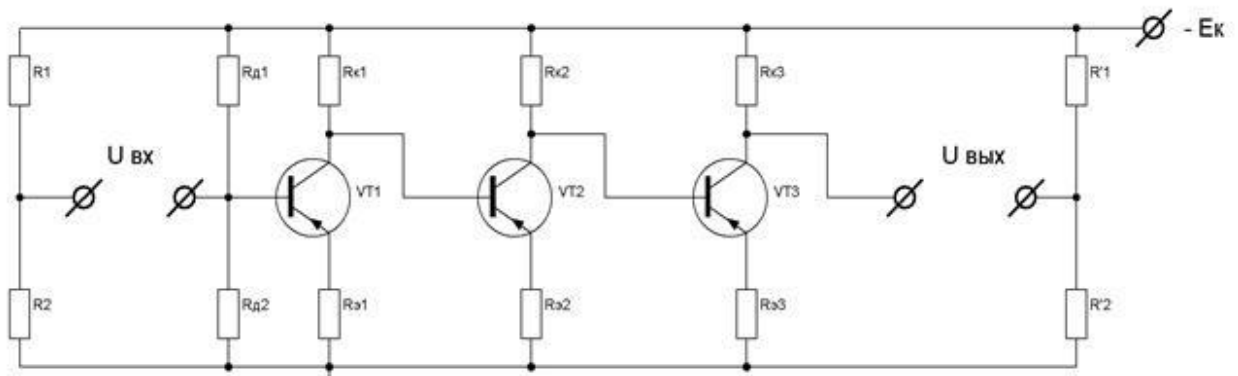 - Eк
R1
Rд1
Rк1
Rк2
Rк3
R'1
U вх
U вых
VT1
VT2
VT3
R2
Rд2
Rэ1
Rэ2
Rэ3
R'2